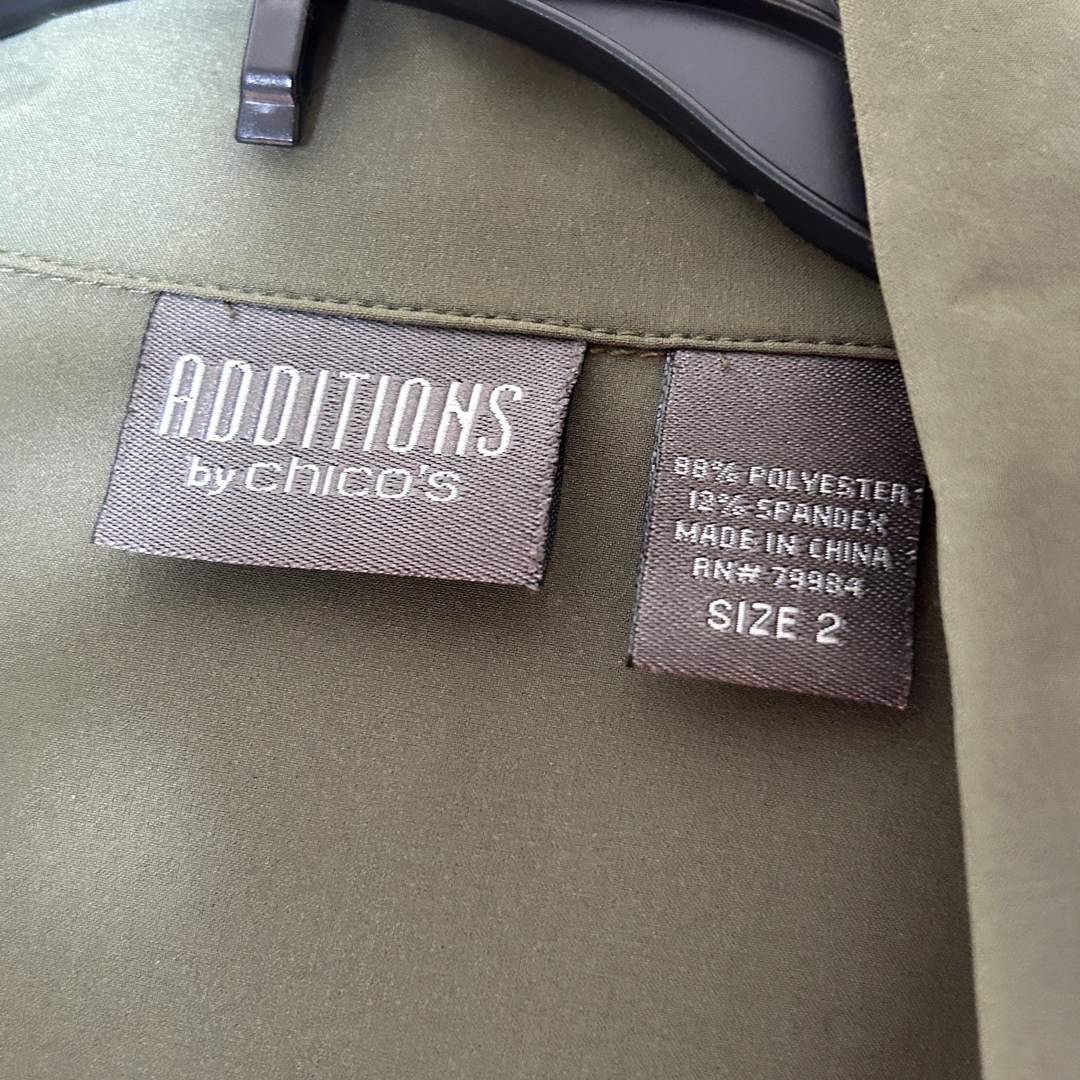 ADDITIONS
by chico's
88% POLYESTER
12% SPANDEX
MADE IN CHINA
RN# 79984
SIZE 2